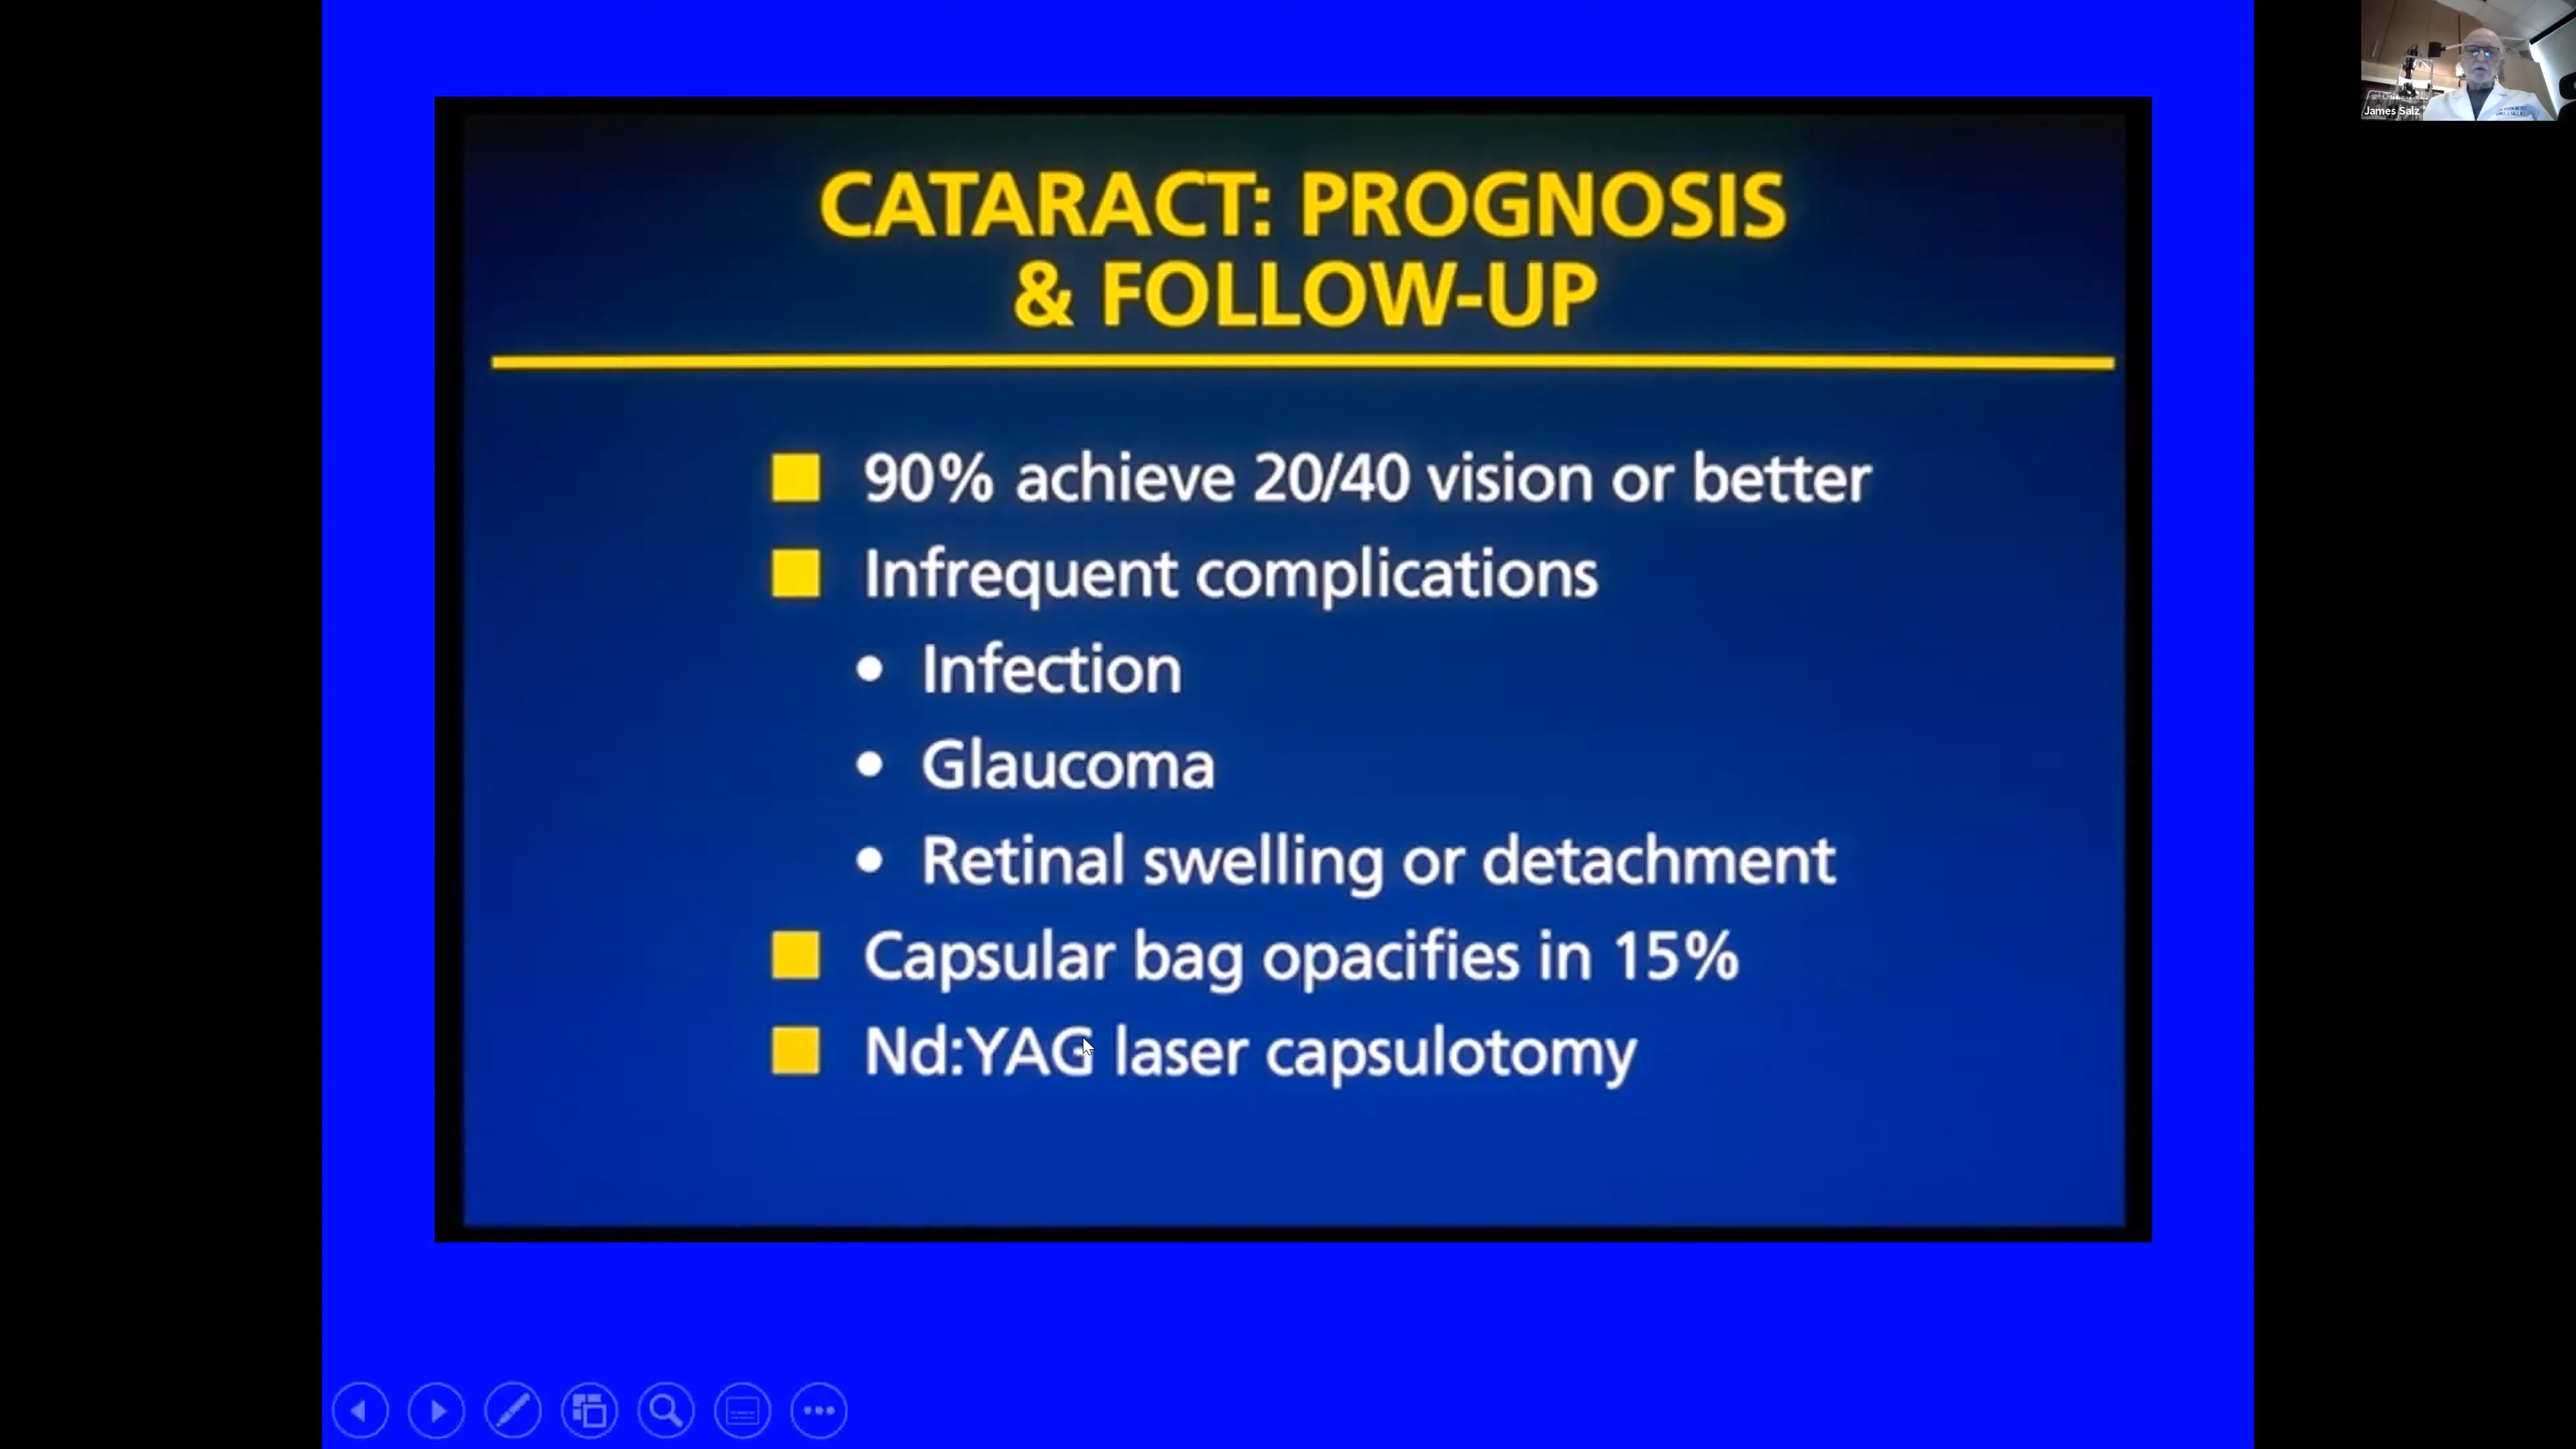 CATARACT: PROGNOSIS
& FOLLOW-UP
90% achieve 20/40 vision or better
Infrequent complications
Infection
Glaucoma
Retinal swelling or detachment
Capsular bag opacifies in 15%
Nd:YAG laser capsulotomy
James Salz